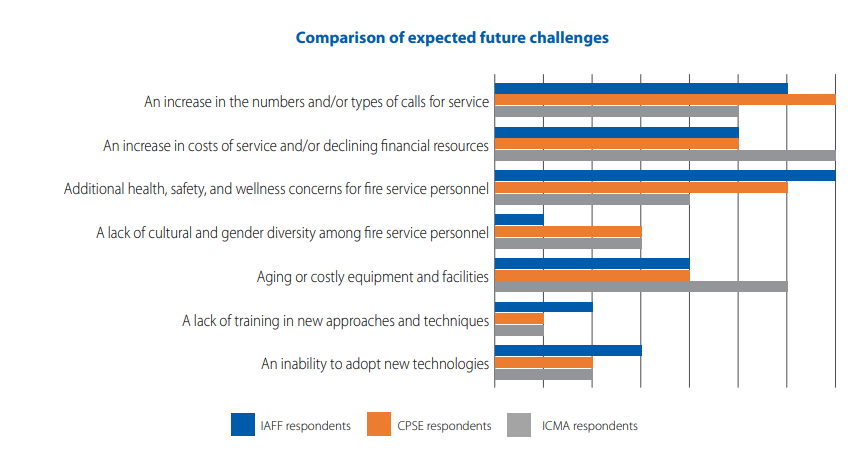 Comparison of expected future challenges
An increase in the numbers and/or types of calls for service
An increase in costs of service and/or declining financial resources
Additional health, safety, and wellness concerns for fire service personnel
A lack of cultural and gender diversity among fire service personnel
Aging or costly equipment and facilities
A lack of training in new approaches and techniques
An inability to adopt new technologies
IAFF respondents CPSE respondents ICMA respondents